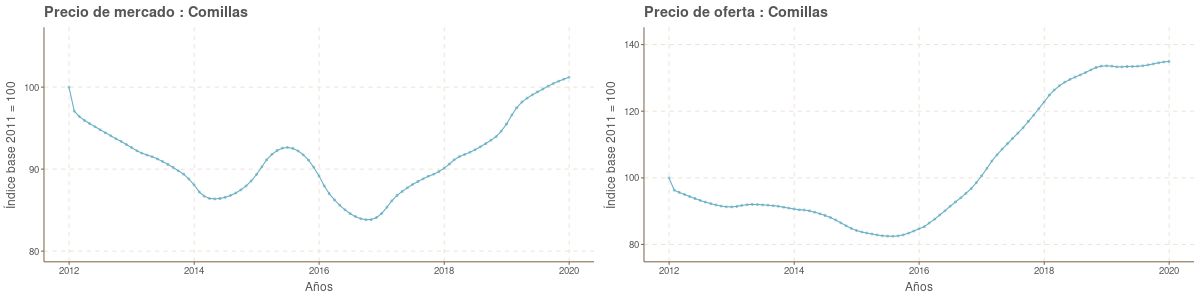 Precio de mercado : Comillas
Índice base 2011 = 100
100
90
80
2012
2014
2016
2018
2020
Años
Precio de oferta : Comillas
Índice base 2011 = 100
140
120
100
80
2012
2014
2016
2018
2020
Años